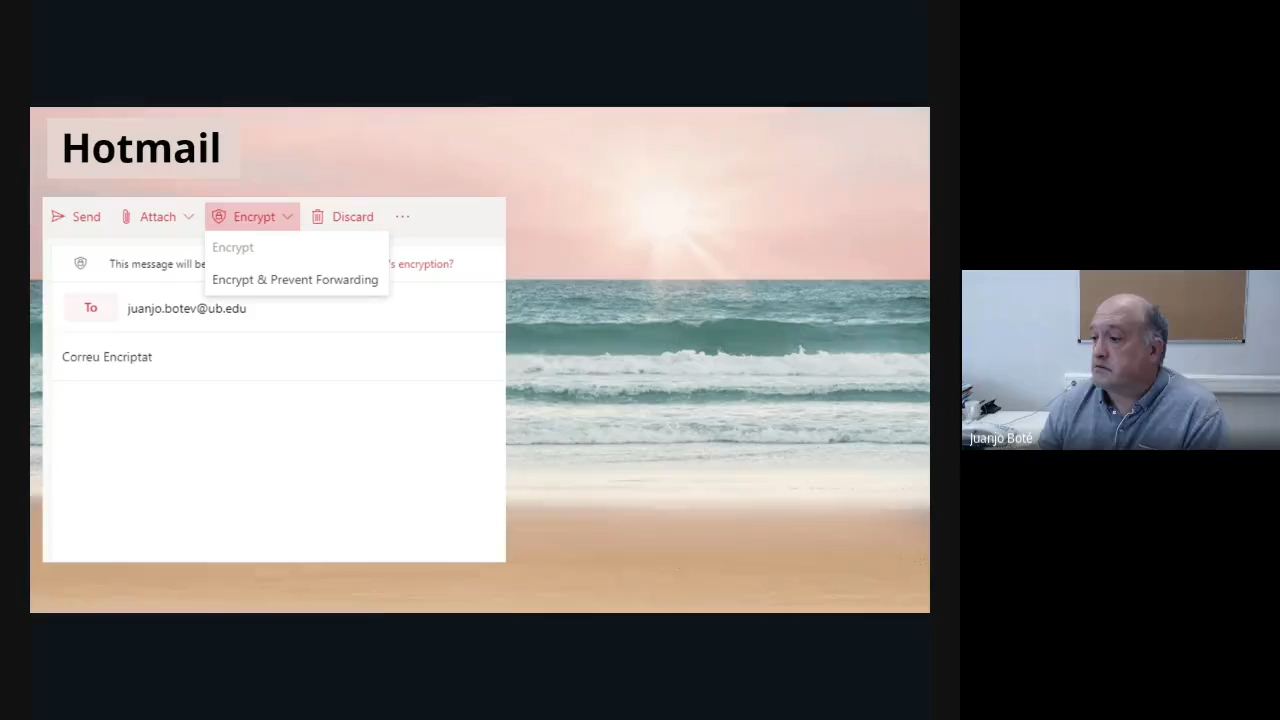 Hotmail
Send Attach Encrypt Discard ...
Encrypt
This message will be 's encryption?
Encrypt & Prevent Forwarding
To juanjo.botev@ub.edu
Correu Encriptat
Juanjo Boté